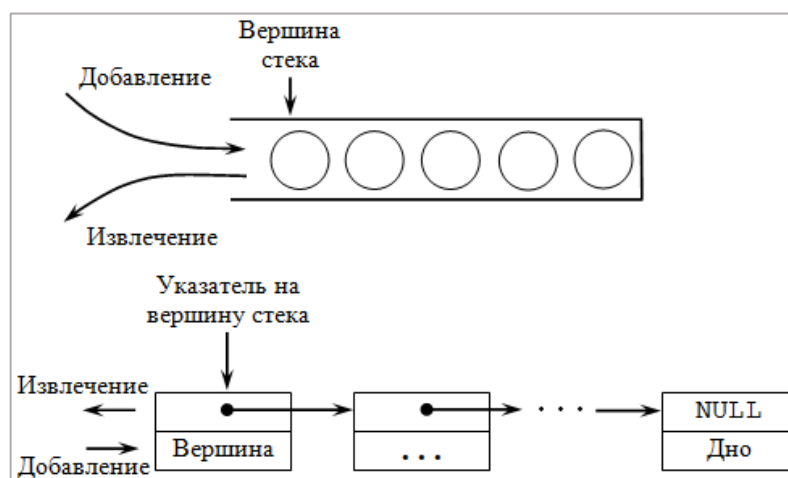 Вершина
стека
Добавление
Извлечение
Указатель на
вершину стека
Извлечение
Добавление
NULL
Вершина
...
Дно